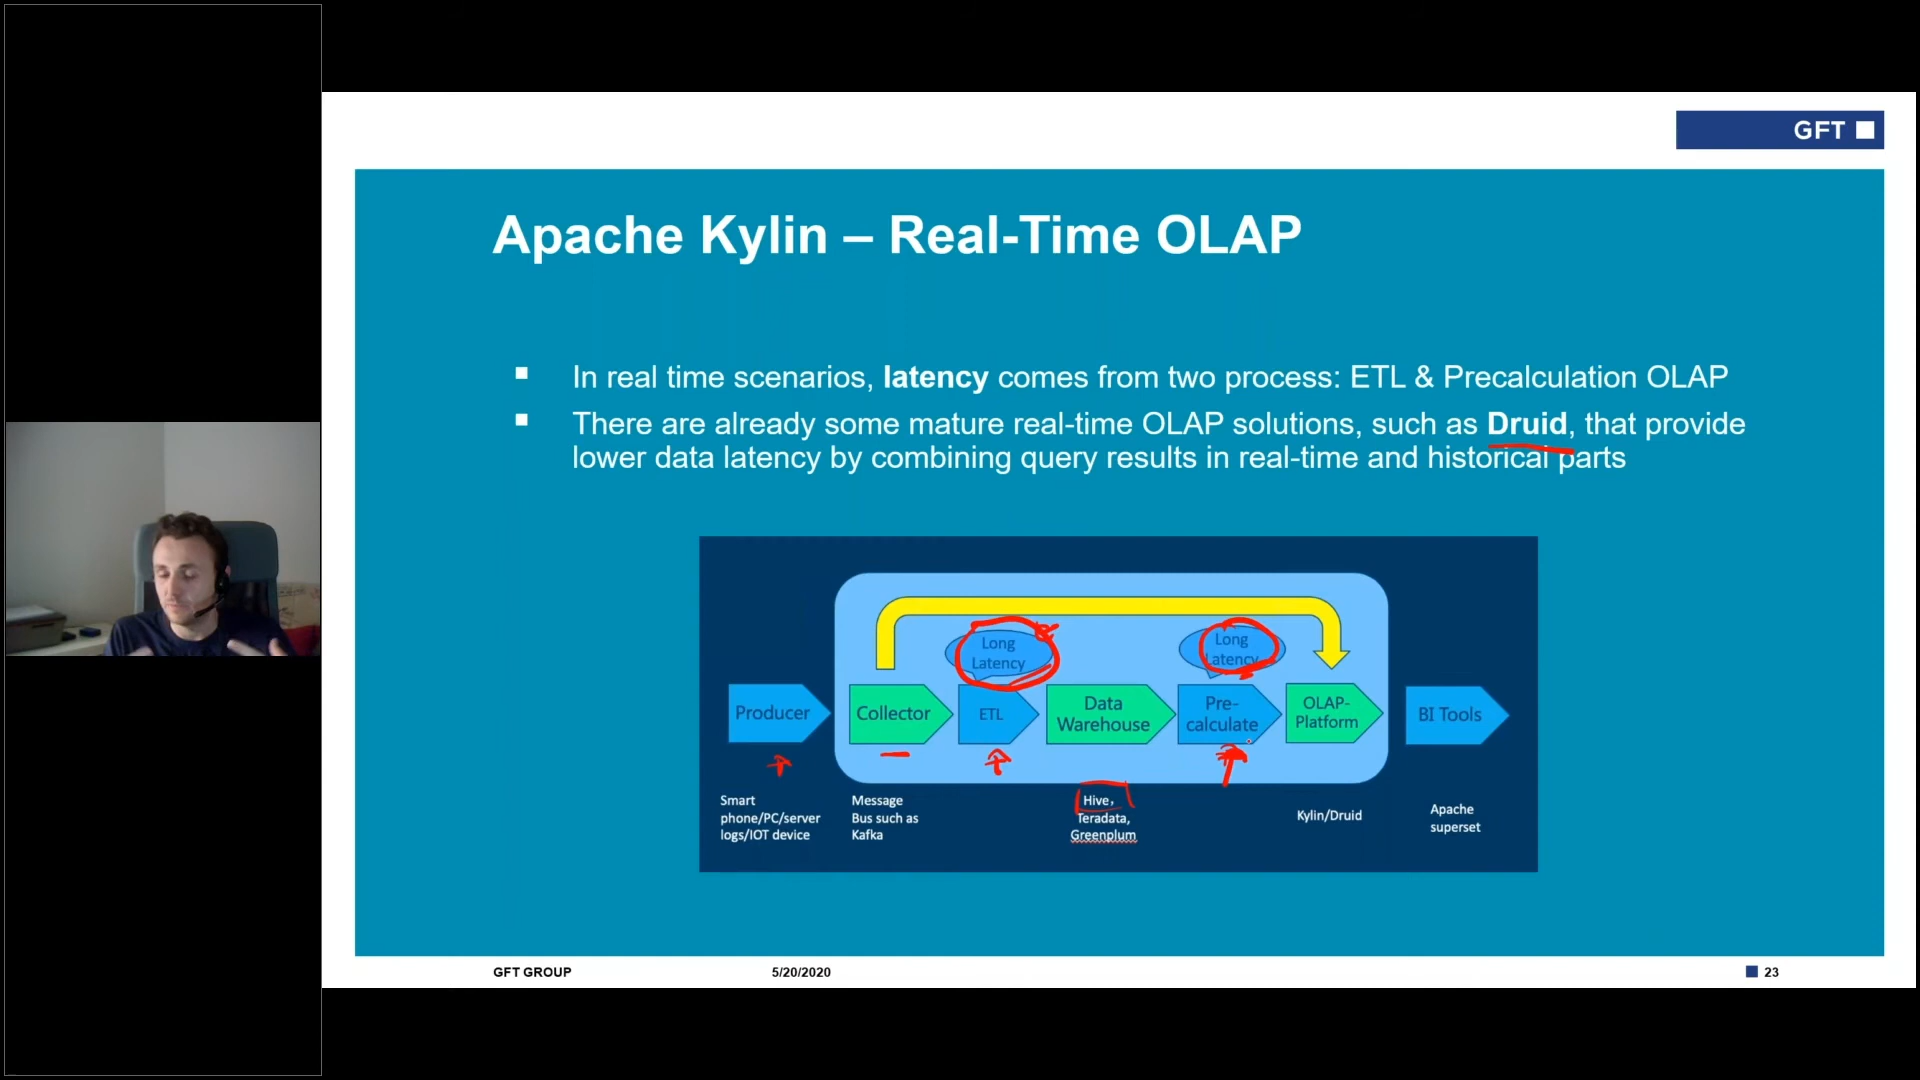 GFT
Apache Kylin – Real-Time OLAP
In real time scenarios, latency comes from two process: ETL & Precalculation OLAP
There are already some mature real-time OLAP solutions, such as Druid, that provide
lower data latency by combining query results in real-time and historical parts
Long
Latency
Long
Latency
Producer
Collector
ETL
Data
Warehouse
Pre-
calculate
OLAP-
Platform
BI Tools
Smart
phone/PC/server
logs/IOT device
Message
Bus such as
Kafka
Hive,
Teradata,
Greenplum
Kylin/Druid
Apache
superset
GFT GROUP
5/20/2020
23